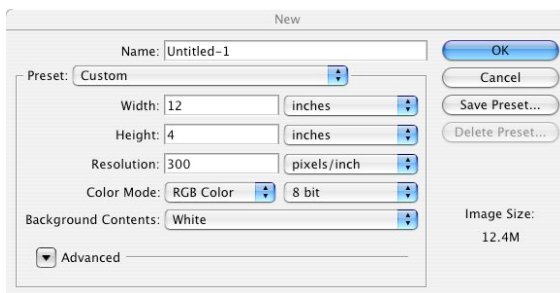 New
Name: Untitled-1
OK
Preset: Custom
Cancel
Width: 12 inches
Save Preset...
Height: 4 inches
Delete Preset...
Resolution: 300 pixels/inch
Color Mode: RGB Color 8 bit
Background Contents: White
Image Size:
12.4M
Advanced